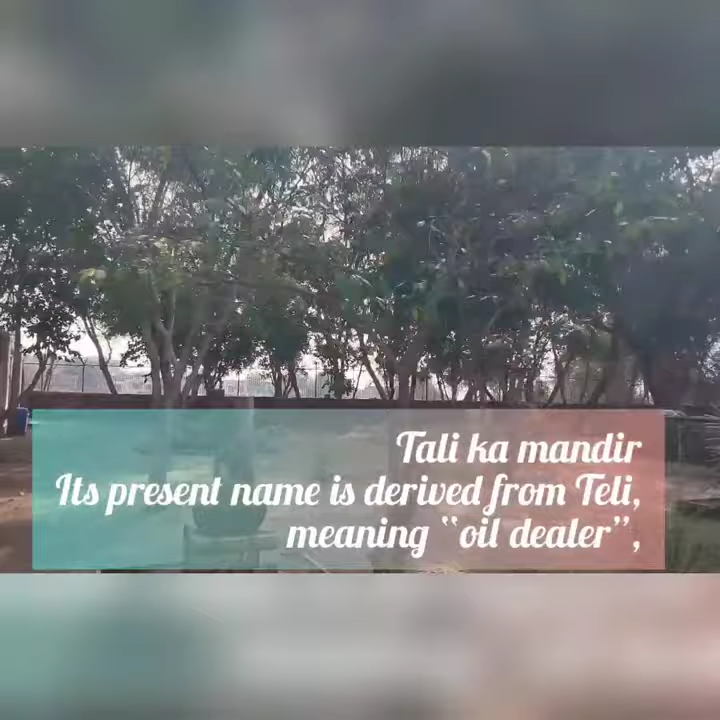 Tali ka mandir
Its present name is derived from Teli,
meaning “oil dealer”,